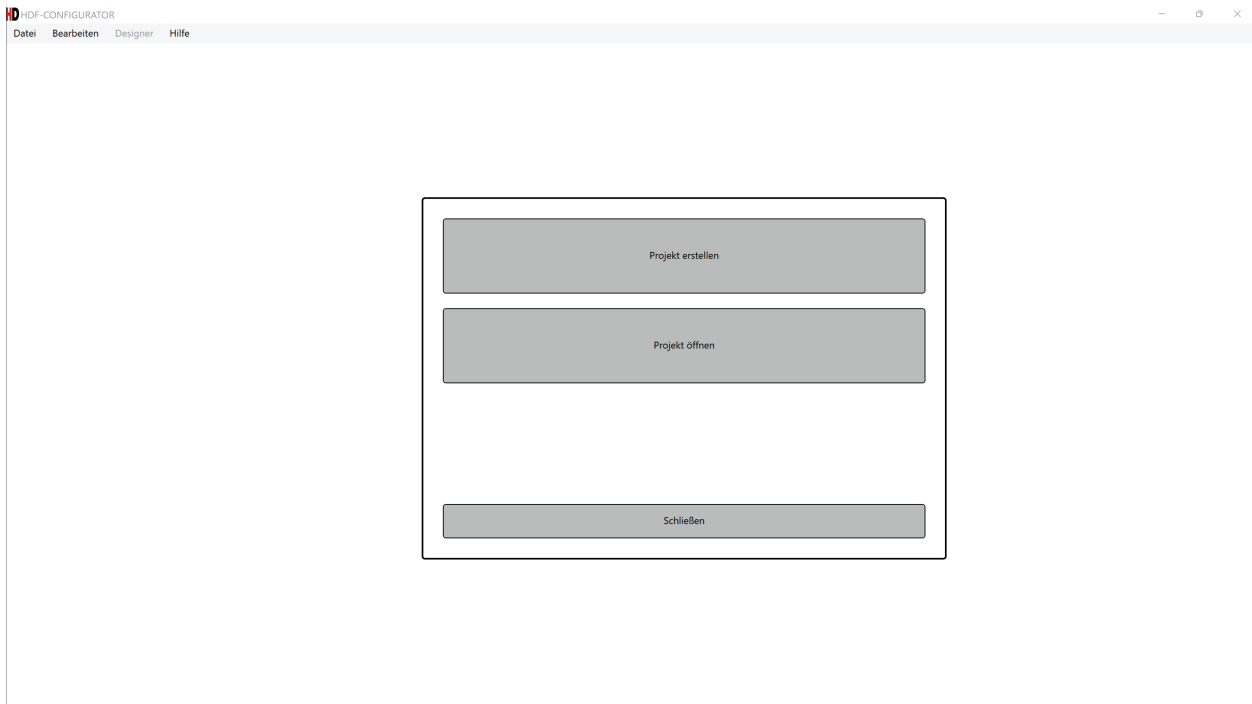 HD HDF-CONFIGURATOR
Datei Bearbeiten Designer Hilfe
Projekt erstellen
Projekt öffnen
Schließen